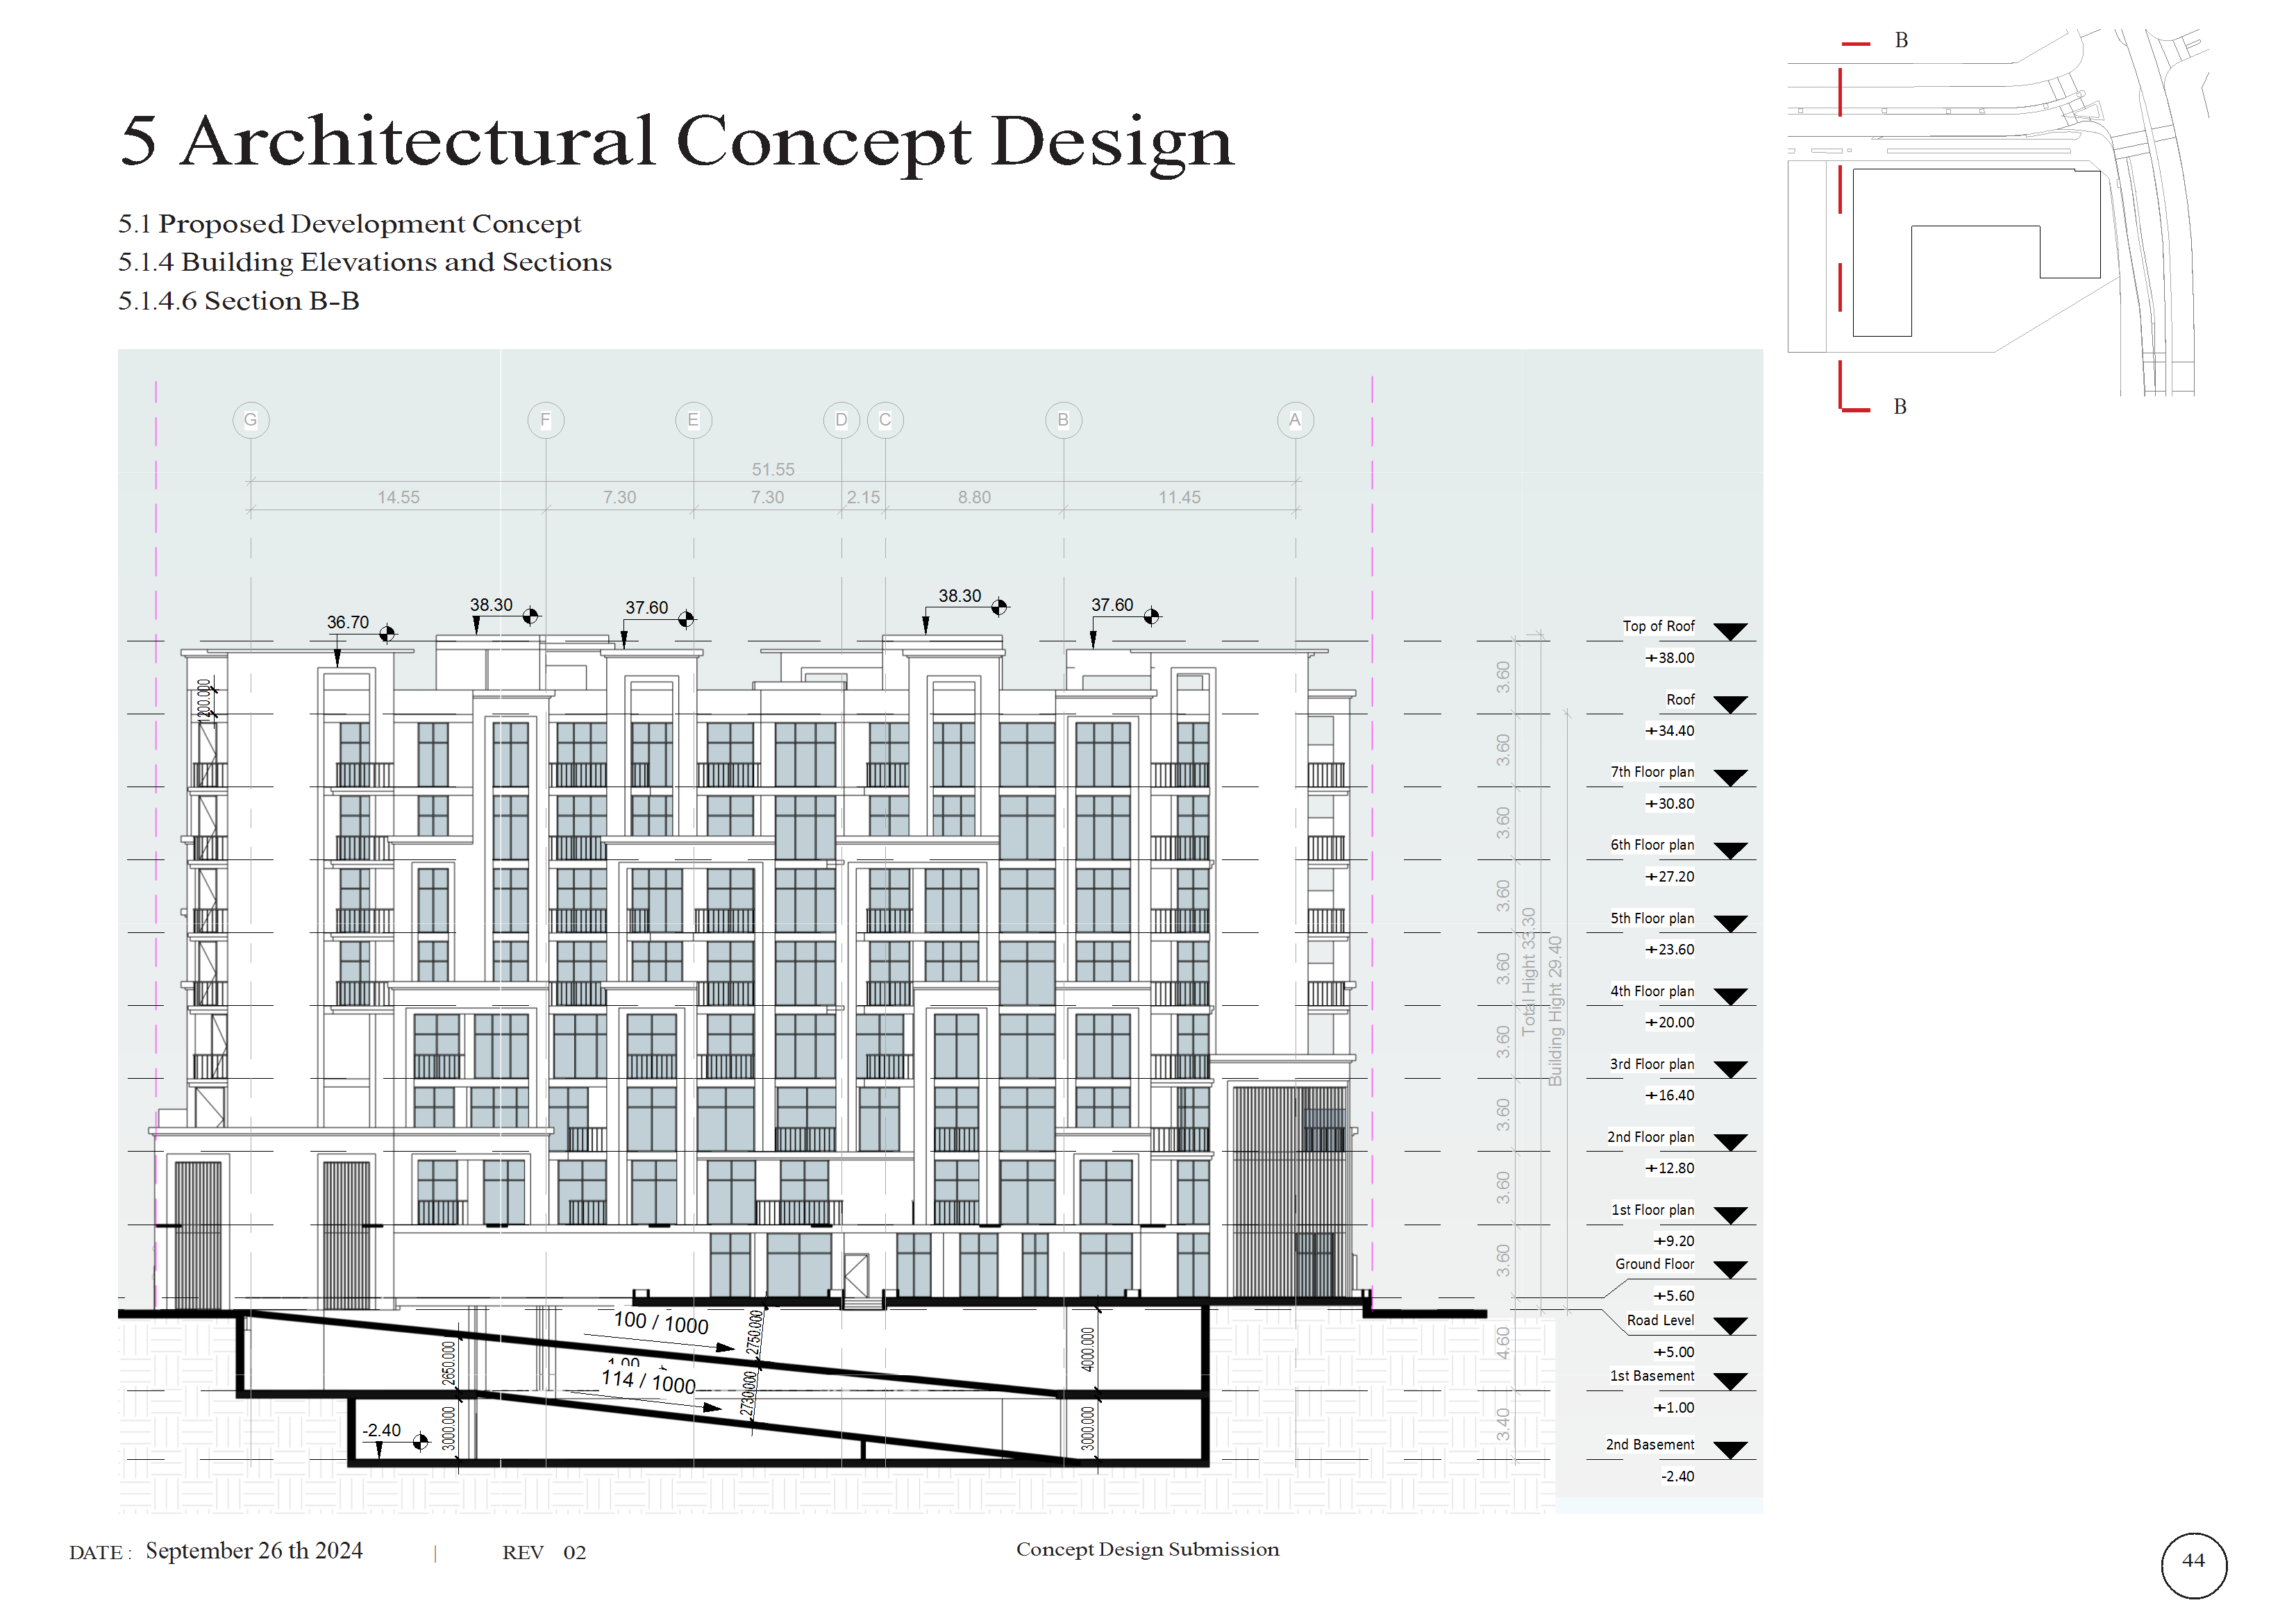 B
5 Architectural Concept Design
5.1 Proposed Development Concept
5.1.4 Building Elevations and Sections
5.1.4.6 Section B-B
B
G F E D C B A
51.55
14.55 7.30 7.30 2.15 8.80 11.45
36.70 38.30 37.60 38.30 37.60
Top of Roof
+38.00
3.60
Roof
+34.40
3.60
7th Floor plan
+30.80
3.60
6th Floor plan
+27.20
3.60
5th Floor plan
+23.60
3.60
4th Floor plan
+20.00
3.60
3rd Floor plan
+16.40
3.60
2nd Floor plan
+12.80
3.60
1st Floor plan
+9.20
3.60
Ground Floor
+5.60
Road Level
+5.00
4.60
1st Basement
+1.00
3.40
2nd Basement
-2.40
Total Hight 33.30
Building Hight 29.40
1200.000
100 / 1000
114 / 1000
2650.000
2750.000
2730.000
4000.000
3000.000
3000.000
-2.40
DATE : September 26 th 2024 | REV 02
Concept Design Submission
44